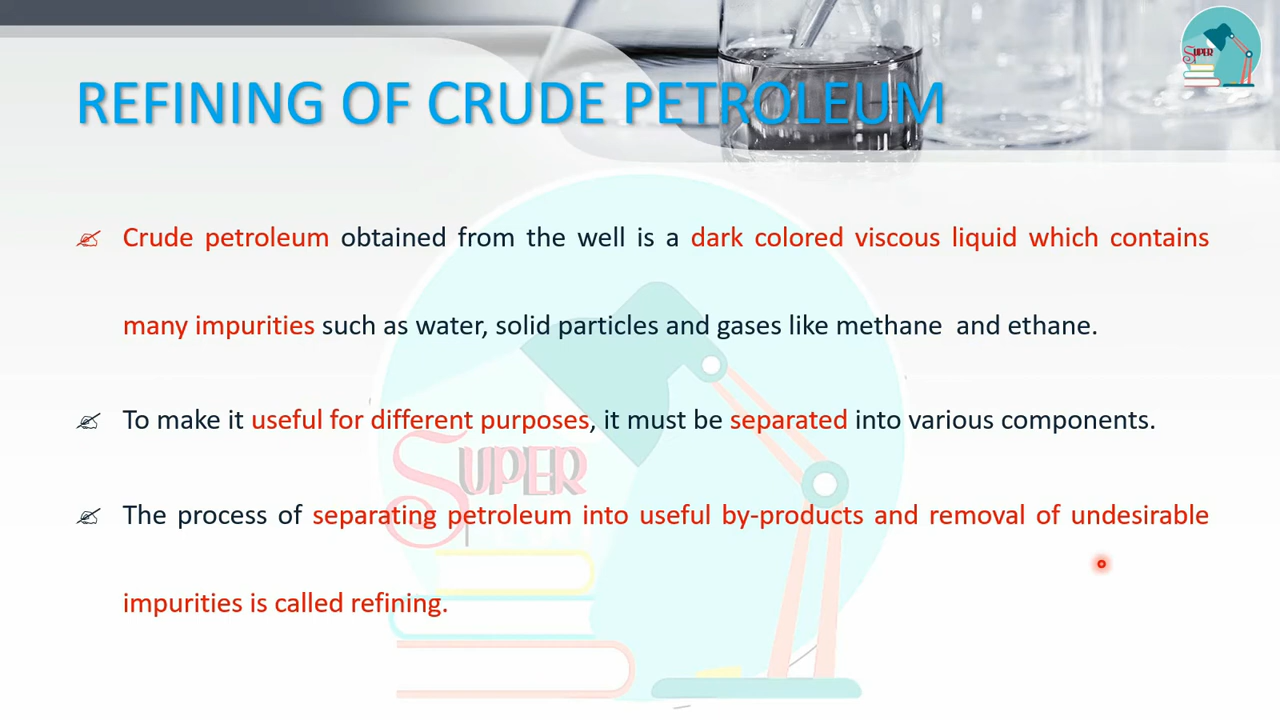 SUPER
REFINING OF CRUDE PETROLEUM
Crude petroleum obtained from the well is a dark colored viscous liquid which contains
many impurities such as water, solid particles and gases like methane and ethane.
To make it useful for different purposes, it must be separated into various components.
SUPER
The process of separating petroleum into useful by-products and removal of undesirable
impurities is called refining.